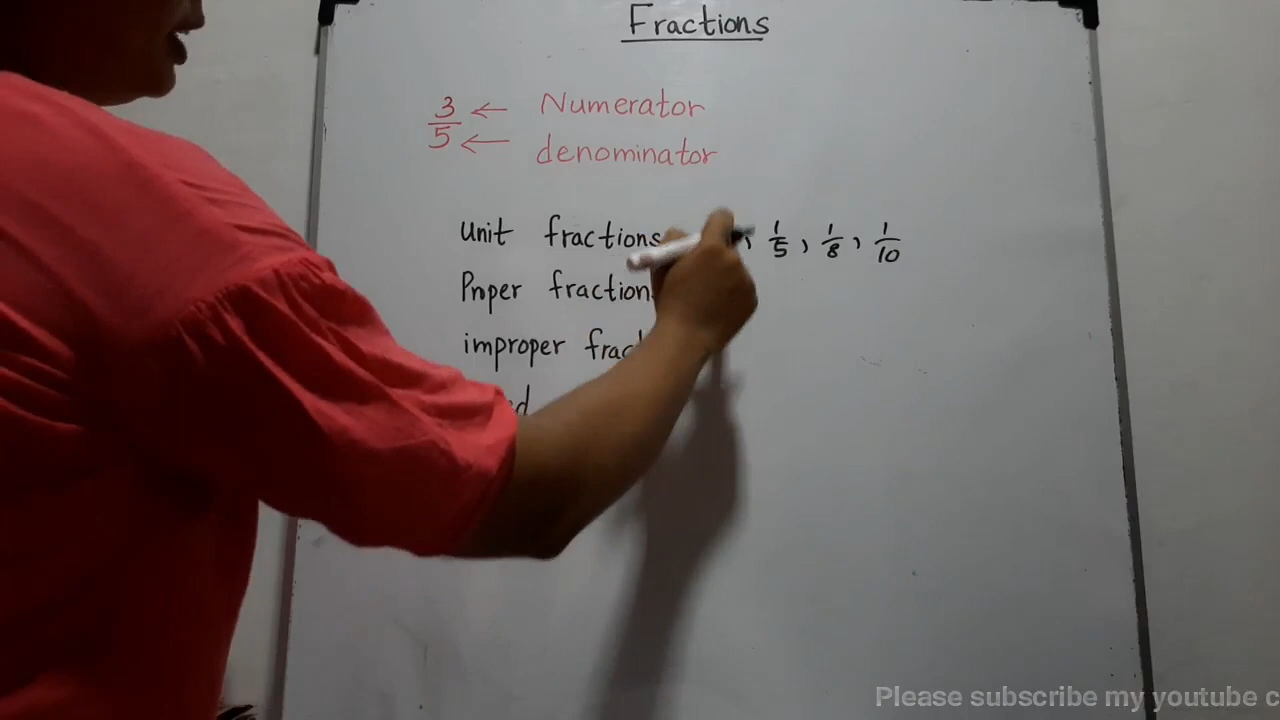 Fractions
3/5 ← Numerator
← denominator
Unit fractions , 1/5 , 1/8 , 1/10
Proper fraction
improper
Please subscribe my youtube c